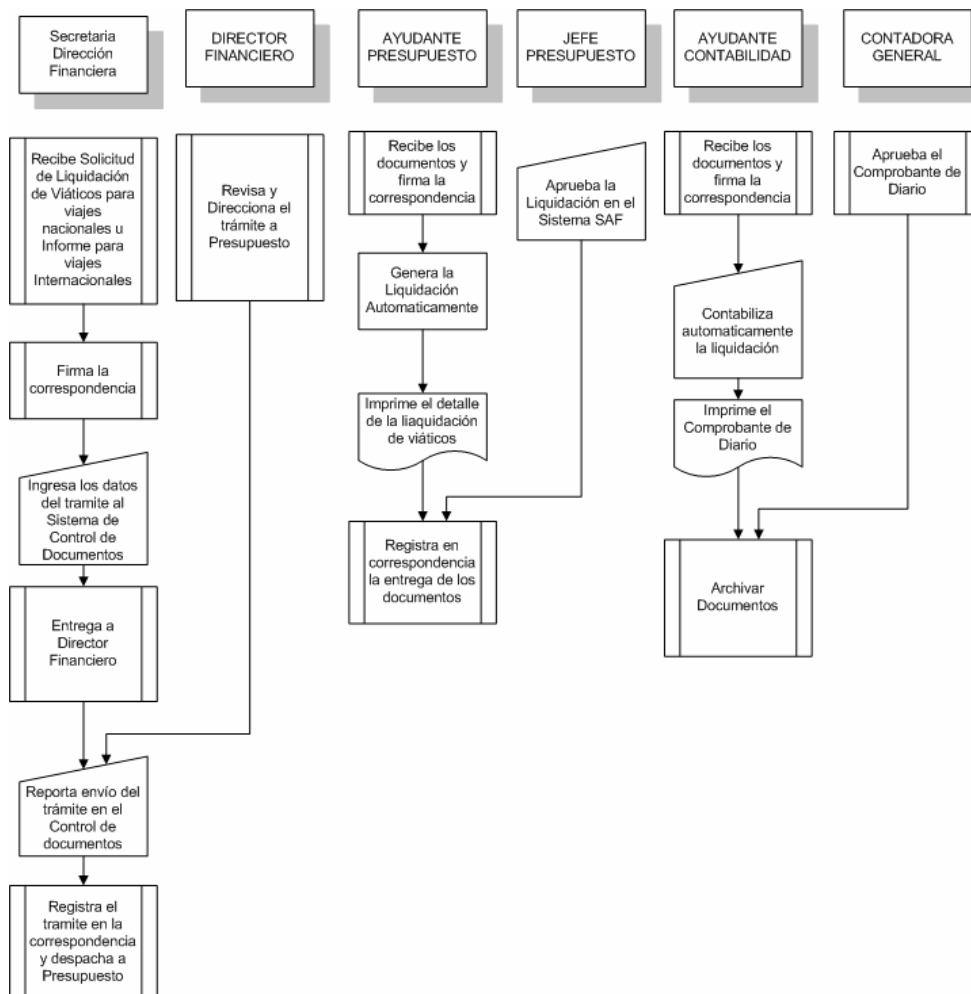 Secretaria
Dirección
Financiera
DIRECTOR
FINANCIERO
AYUDANTE
PRESUPUESTO
JEFE
PRESUPUESTO
AYUDANTE
CONTABILIDAD
CONTADORA
GENERAL
Recibe Solicitud
de Liquidación
de Viáticos para
viajes
nacionales u
Informe para
viajes
Internacionales
Firma la
correspondencia
Ingresa los datos
del tramite al
Sistema de
Control de
Documentos
Entrega a
Director
Financiero
Reporta envío del
trámite en el
Control de
documentos
Registra el
tramite en la
correspondencia
y despacha a
Presupuesto
Revisa y
Direcciona el
trámite a
Presupuesto
Recibe los
documentos y
firma la
correspondencia
Genera la
Liquidación
Automaticamente
Imprime el detalle
de la liaquidación
de viáticos
Registra en
correspondencia
la entrega de los
documentos
Aprueba la
Liquidación en el
Sistema SAF
Recibe los
documentos y
firma la
correspondencia
Contabiliza
automaticamente
la liquidación
Imprime el
Comprobante de
Diario
Archivar
Documentos
Aprueba el
Comprobante de
Diario